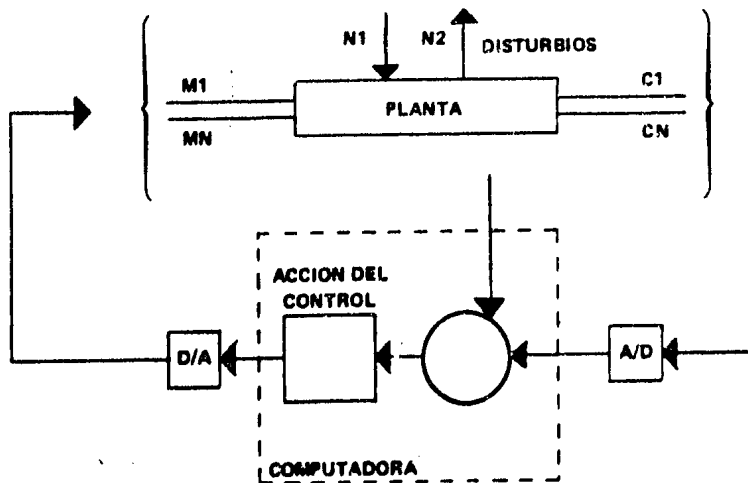 N1 N2 DISTURBIOS
M1
MN
PLANTA
C1
CN
ACCION DEL
CONTROL
D/A
A/D
COMPUTADORA